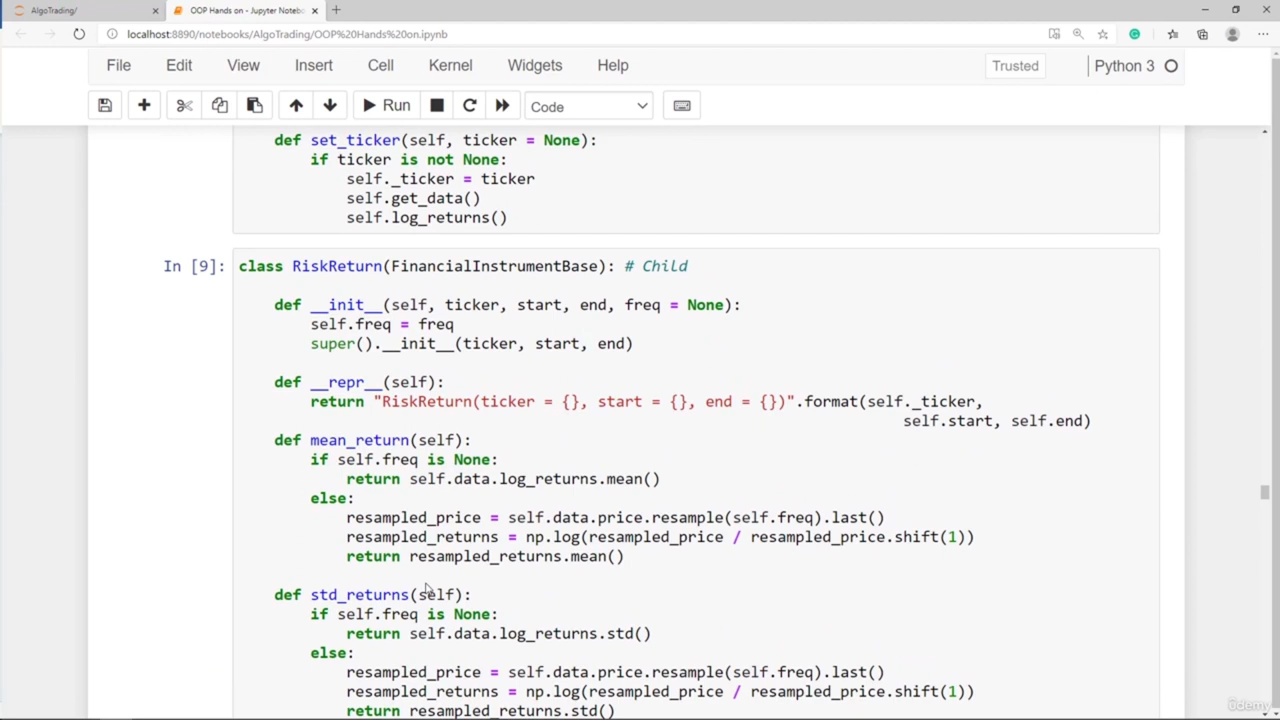 AlgoTrading/
OOP Hands on - Jupyter Notebo
localhost:8890/notebooks/AlgoTrading/OOP%20Hands%20on.ipynb
File Edit View Insert Cell Kernel Widgets Help Trusted Python 3
Run Code
def set_ticker(self, ticker = None):
if ticker is not None:
self._ticker = ticker
self.get_data()
self.log_returns()
In [9]: class RiskReturn(FinancialInstrumentBase): # Child
def __init__(self, ticker, start, end, freq = None):
self.freq = freq
super().__init__(ticker, start, end)
def __repr__(self):
return "RiskReturn(ticker = {}, start = {}, end = {})".format(self._ticker,
self.start, self.end)
def mean_return(self):
if self.freq is None:
return self.data.log_returns.mean()
else:
resampled_price = self.data.price.resample(self.freq).last()
resampled_returns = np.log(resampled_price / resampled_price.shift(1))
return resampled_returns.mean()
def std_returns(self):
if self.freq is None:
return self.data.log_returns.std()
else:
resampled_price = self.data.price.resample(self.freq).last()
resampled_returns = np.log(resampled_price / resampled_price.shift(1))
return resampled_returns.std()
ûdemy